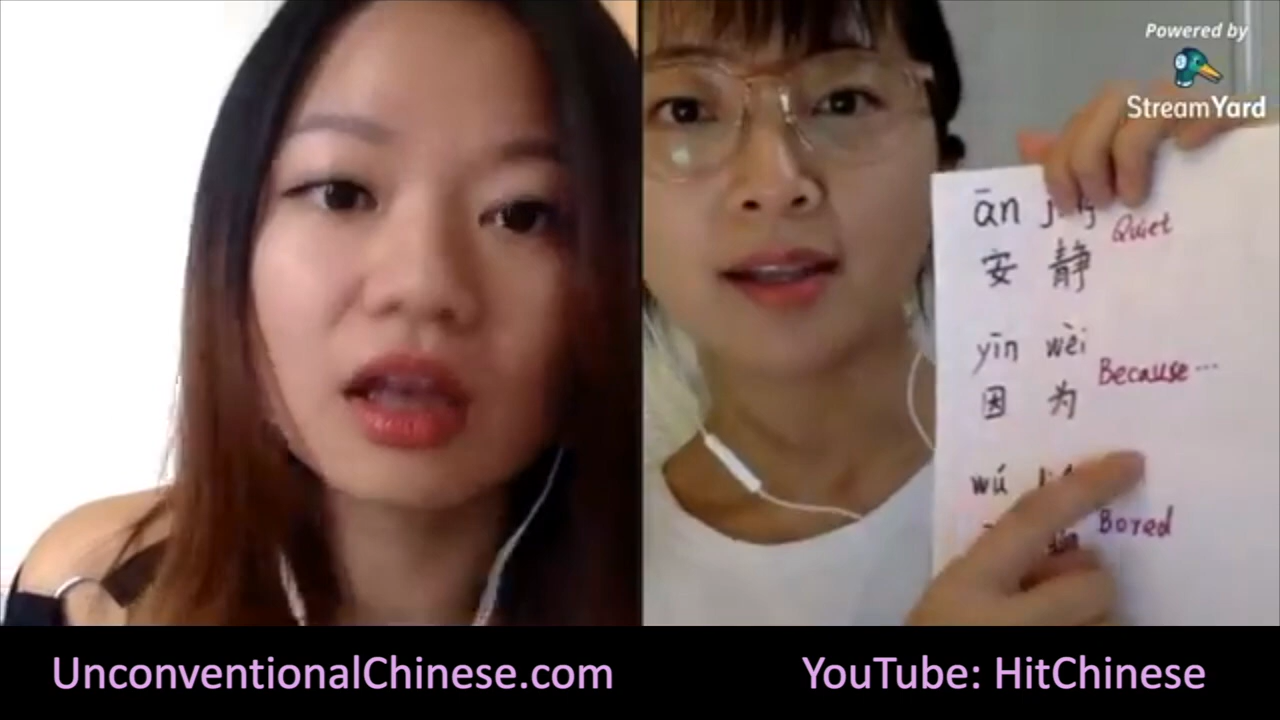 Powered by
StreamYard
ān Quiet
安 静
yīn wèi Because...
因 为
wú Bored
UnconventionalChinese.com YouTube: HitChinese